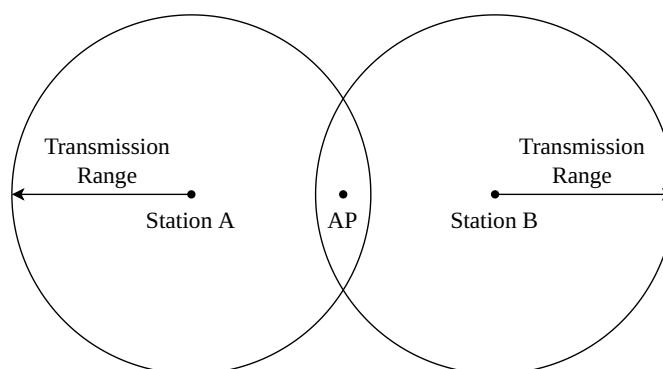 Transmission
Range
Transmission
Range
Station A
AP
Station B